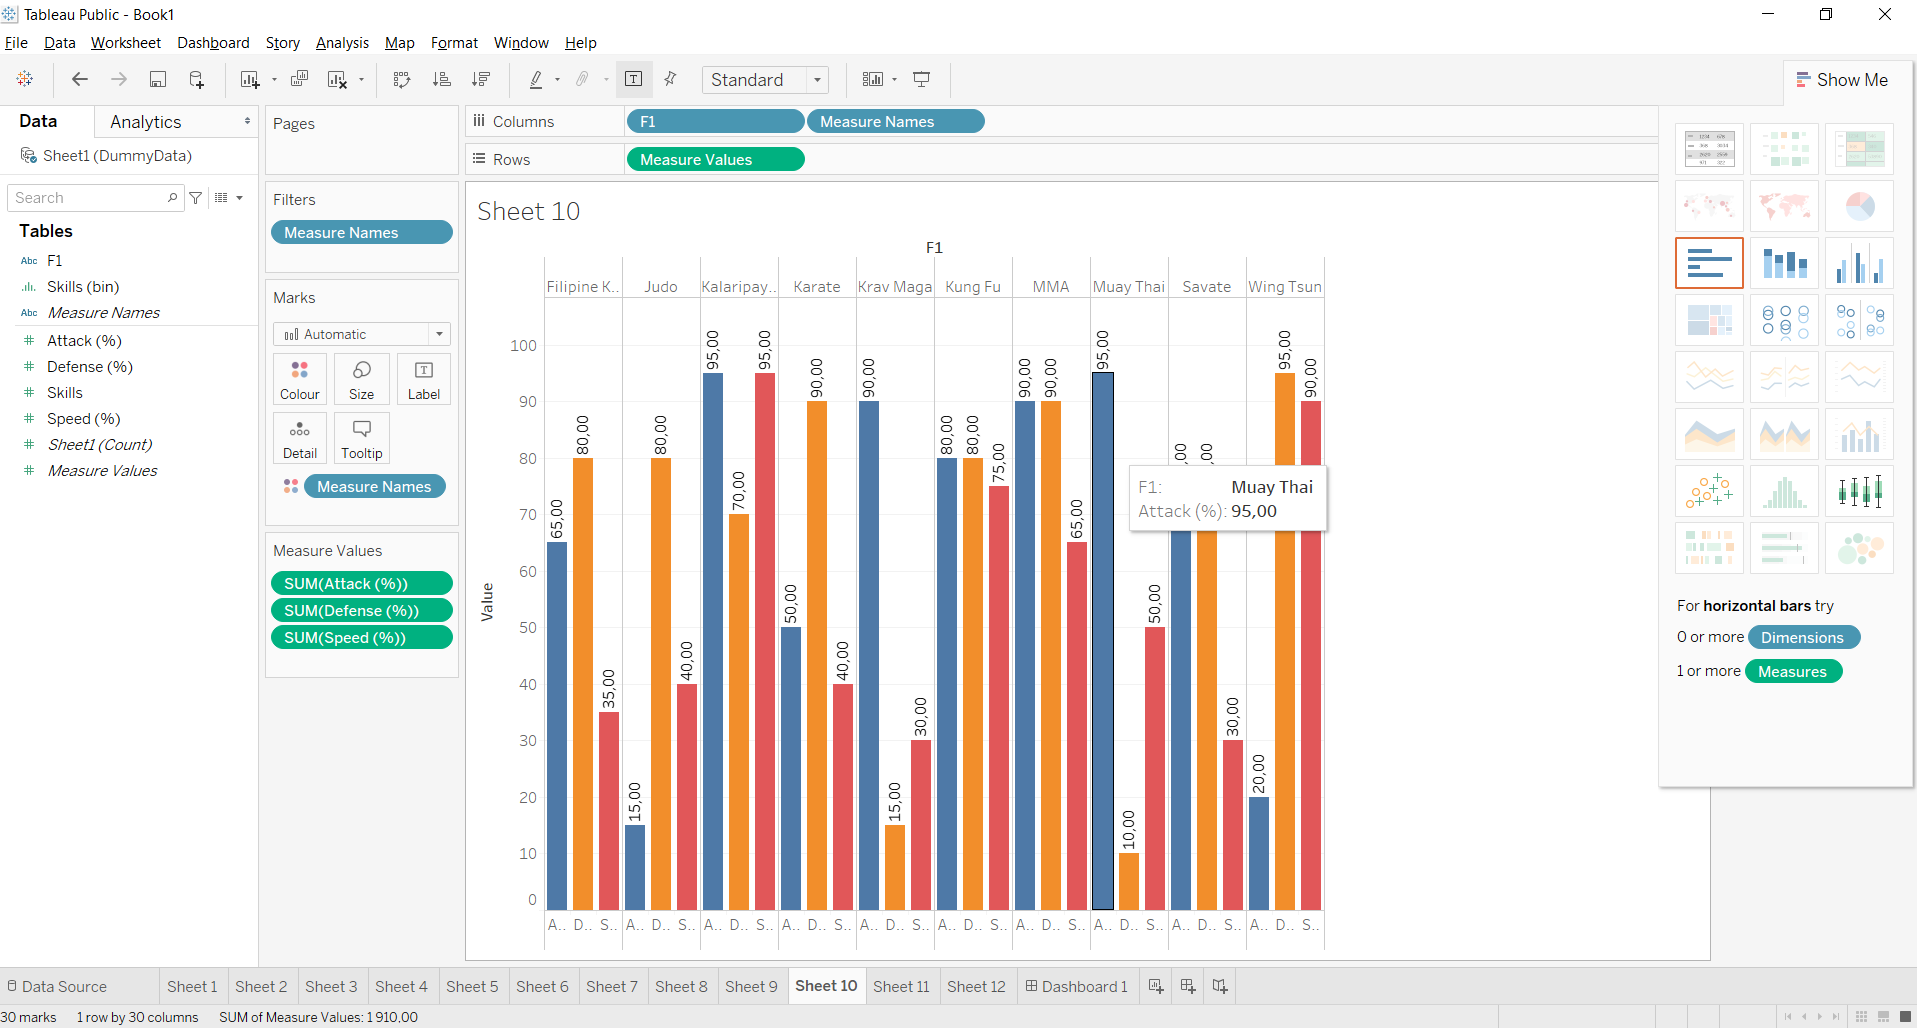 Tableau Public - Book1
File Data Worksheet Dashboard Story Analysis Map Format Window Help
Standard
Show Me
Data Analytics
Sheet1 (DummyData)
Search
Tables
Abc F1
Skills (bin)
Abc Measure Names
# Attack (%)
# Defense (%)
# Skills
# Speed (%)
# Sheet1 (Count)
# Measure Values
Pages
Filters
Measure Names
Marks
Automatic
Colour Size Label
Detail Tooltip
Measure Names
Measure Values
SUM(Attack (%))
SUM(Defense (%))
SUM(Speed (%))
Columns F1 Measure Names
Rows Measure Values
Sheet 10
F1
Filipine K.. Judo Kalaripay.. Karate Krav Maga Kung Fu MMA Muay Thai Savate Wing Tsun
Value
100
90
80
70
60
50
40
30
20
10
0
65,00 80,00 35,00
15,00 80,00 40,00
95,00 70,00 95,00
50,00 90,00 40,00
90,00 15,00 30,00
80,00 80,00 75,00
90,00 90,00 65,00
95,00 10,00 50,00
,00 ,00 30,00
20,00 95,00 90,00
F1: Muay Thai
Attack (%): 95,00
A.. D.. S.. A.. D.. S.. A.. D.. S.. A.. D.. S.. A.. D.. S.. A.. D.. S.. A.. D.. S.. A.. D.. S.. A.. D.. S.. A.. D.. S..
For horizontal bars try
0 or more Dimensions
1 or more Measures
Data Source Sheet 1 Sheet 2 Sheet 3 Sheet 4 Sheet 5 Sheet 6 Sheet 7 Sheet 8 Sheet 9 Sheet 10 Sheet 11 Sheet 12 Dashboard 1
30 marks 1 row by 30 columns SUM of Measure Values: 1 910,00